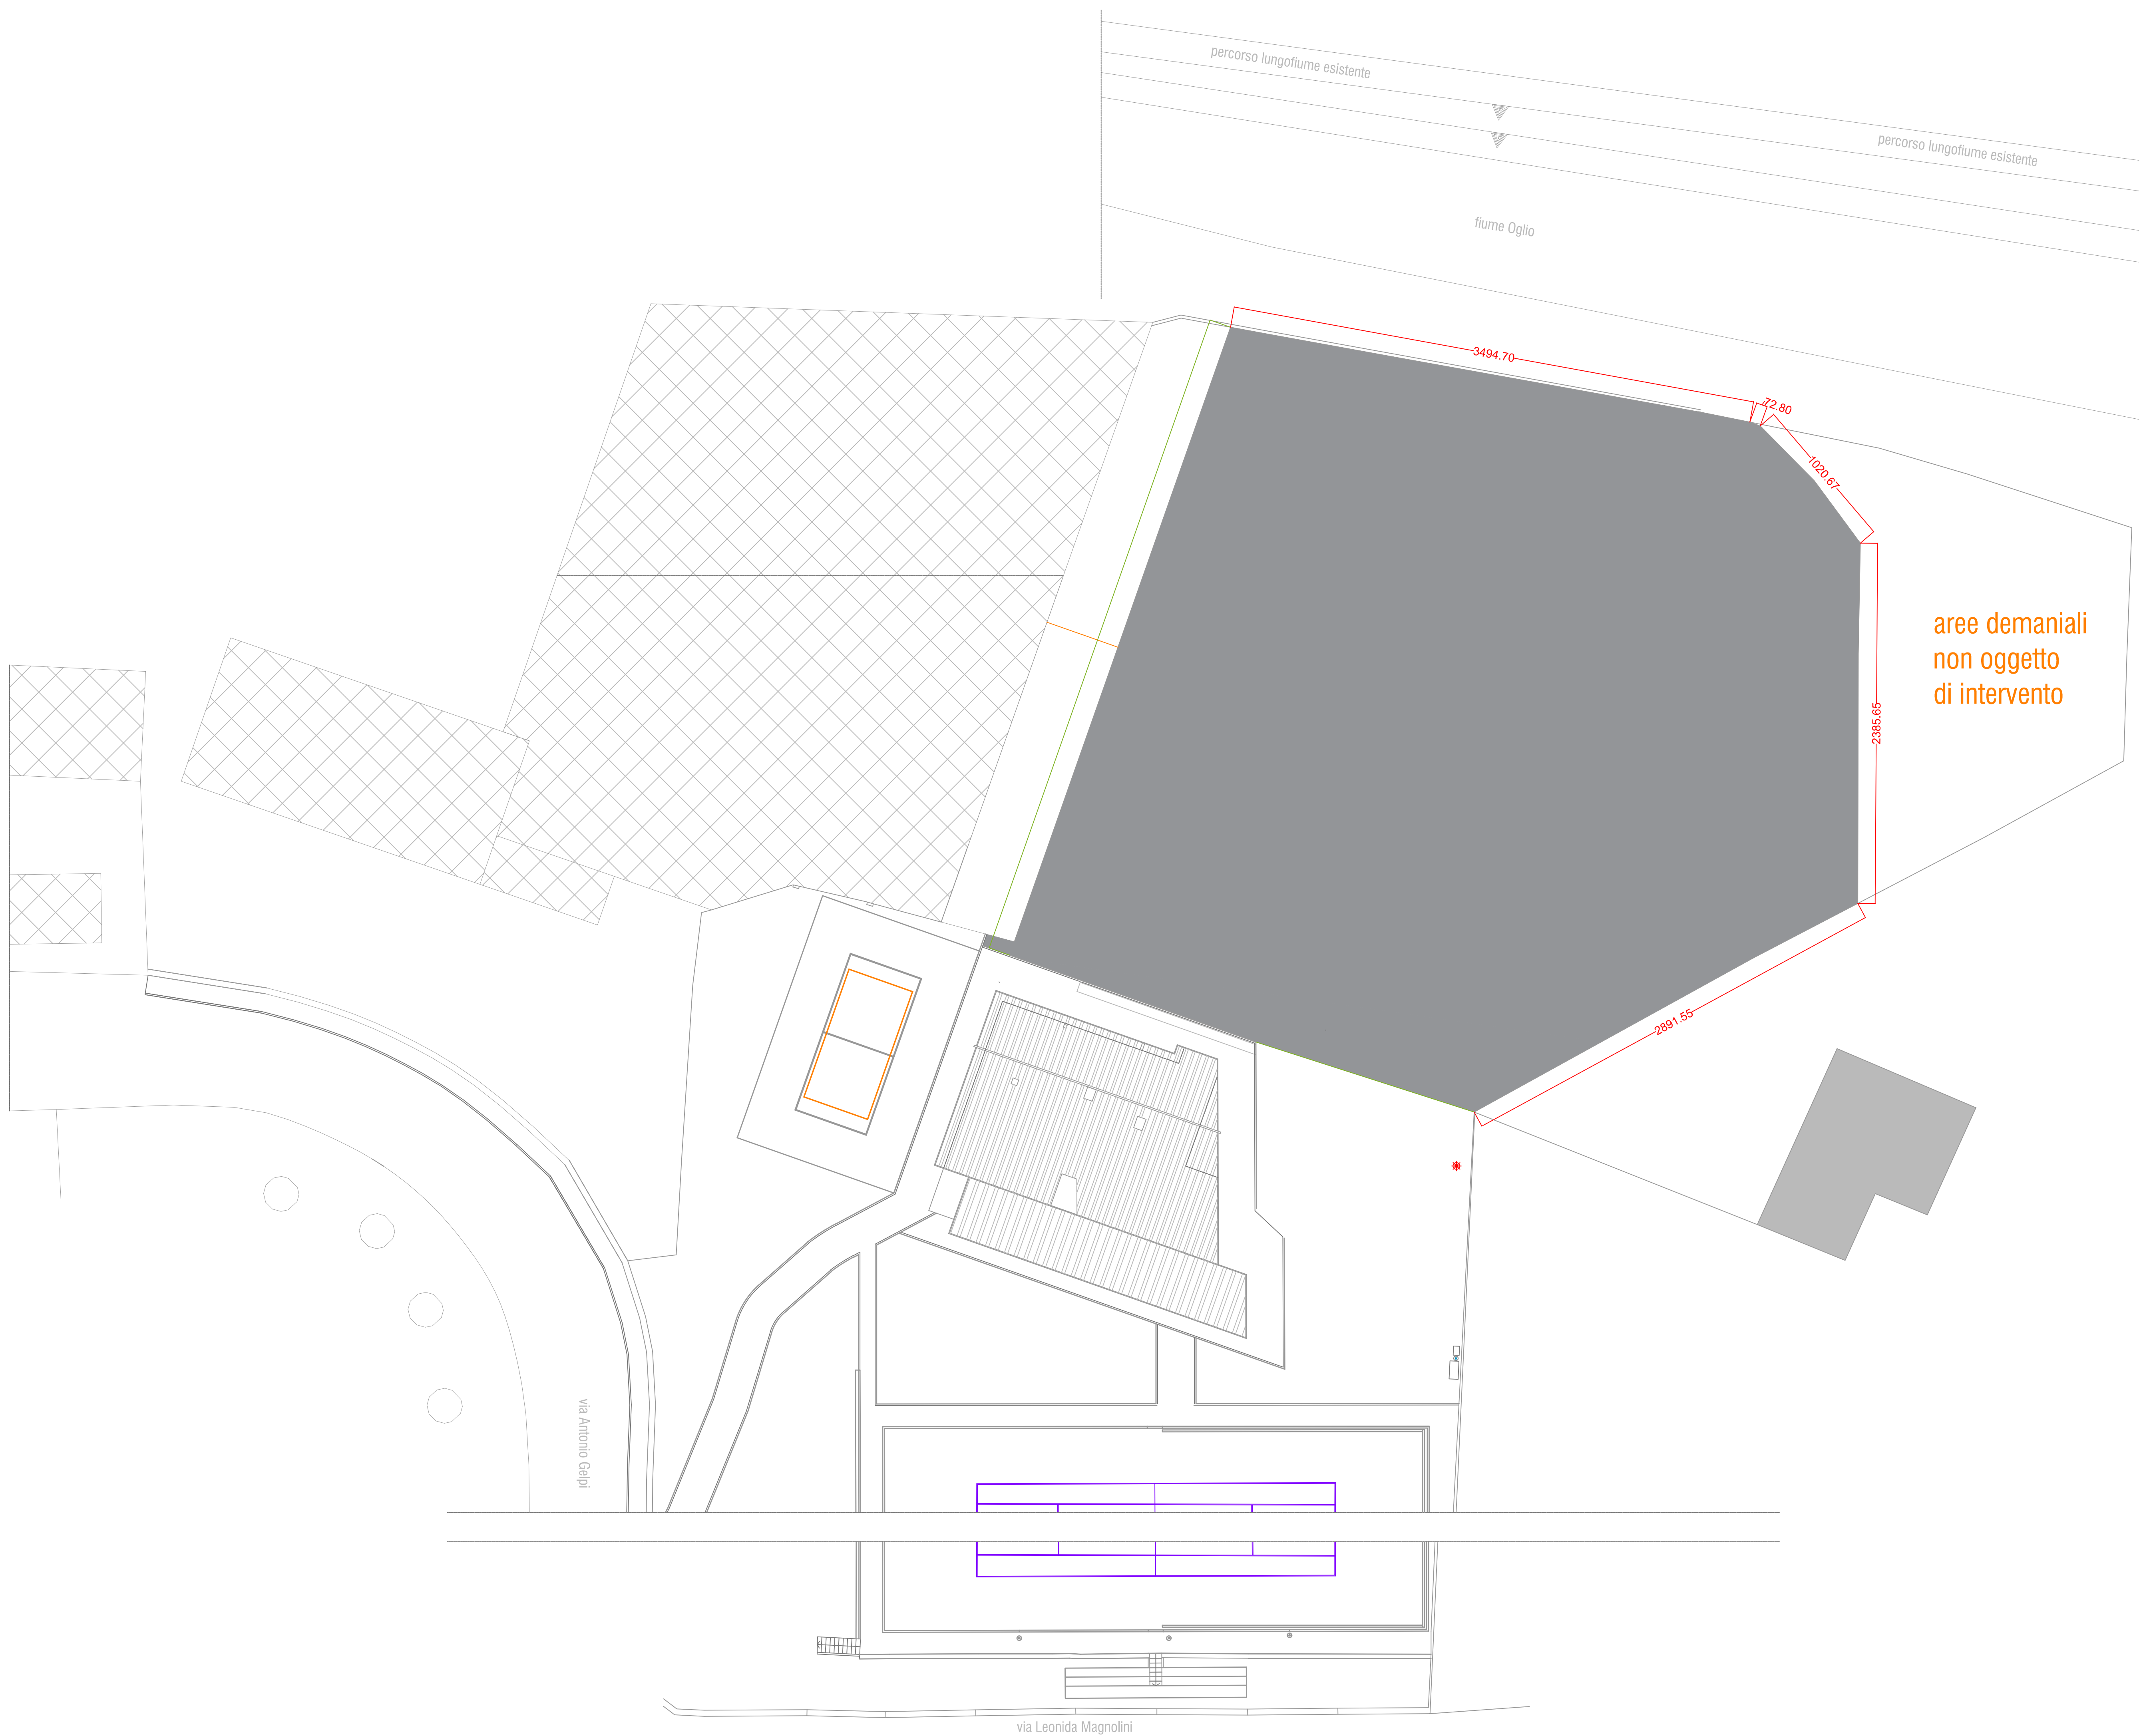 percorso lungofiume esistente
percorso lungofiume esistente
fiume Oglio
3494.70
72.80
1020.67
aree demaniali
non oggetto
di intervento
2385.65
2891.55
via Antonio Gelpi
via Leonida Magnolini